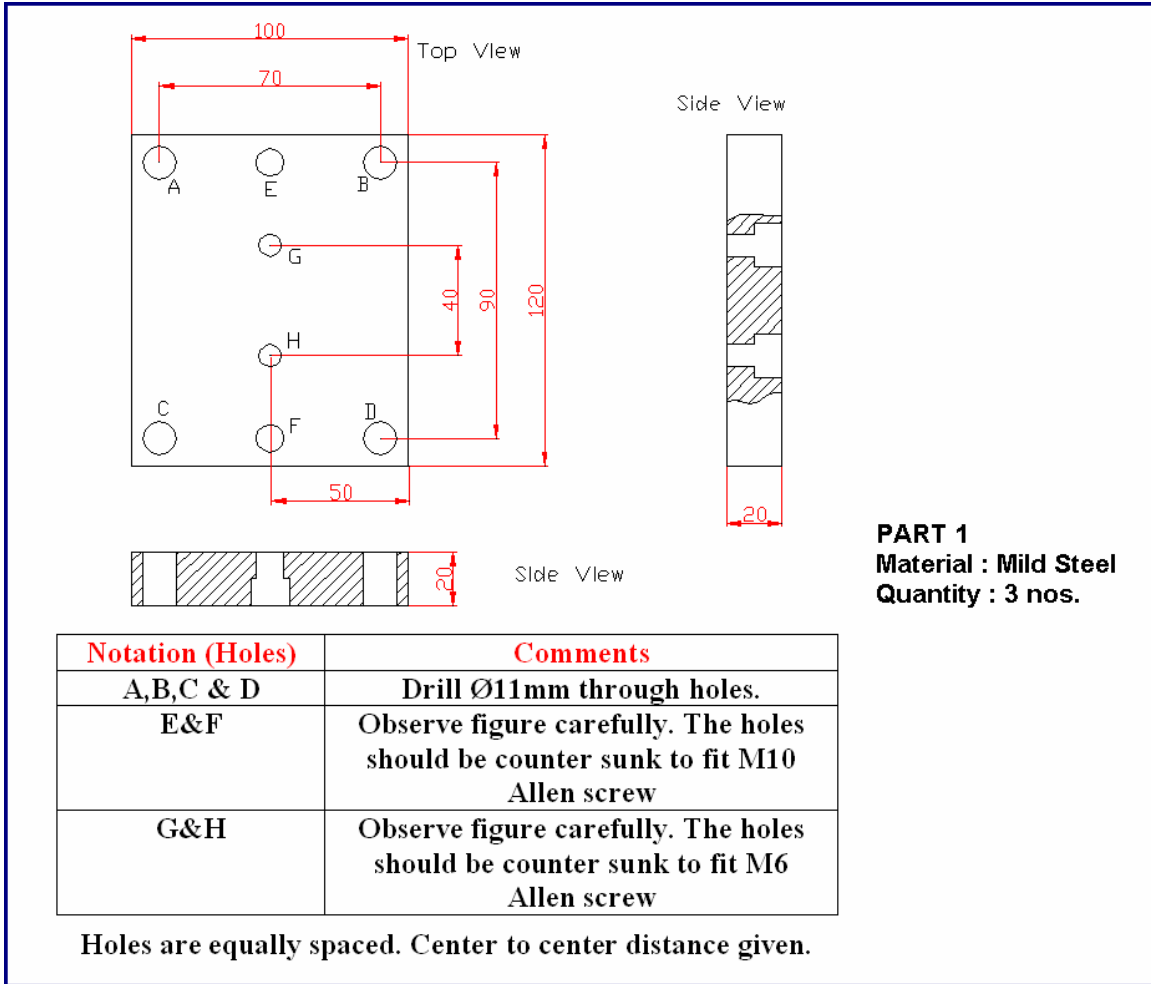 100
Top View
70
Side View
A
E
B
G
40
90
120
H
C
F
D
50
20
20
Side View
PART 1
Material : Mild Steel
Quantity : 3 nos.
Notation (Holes) Comments
A,B,C & D Drill Ø11mm through holes.
E&F Observe figure carefully. The holes
should be counter sunk to fit M10
Allen screw
G&H Observe figure carefully. The holes
should be counter sunk to fit M6
Allen screw
Holes are equally spaced. Center to center distance given.